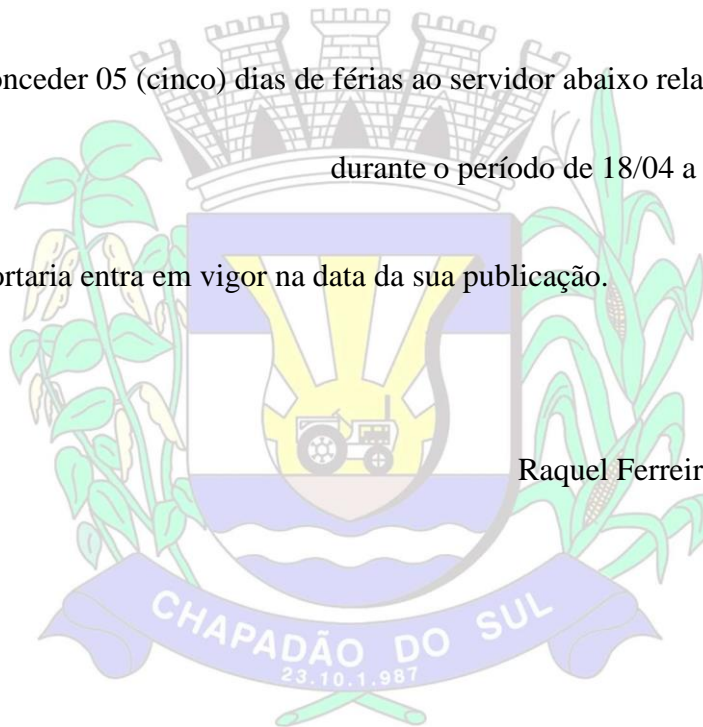 onceder 05 (cinco) dias de férias ao servidor abaixo rela
durante o período de 18/04 a
ortaria entra em vigor na data da sua publicação.
Raquel Ferreir
CHAPADÃO DO SUL
23.10.1.987